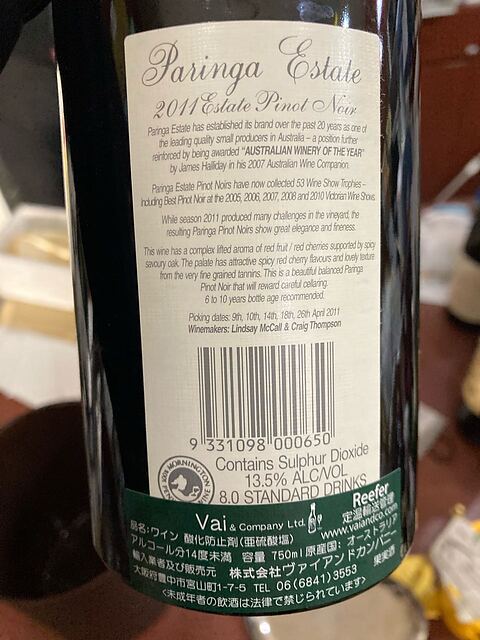 Paringa Estate
2011 Estate Pinot Noir
Paringa Estate has established its brand over the past 20 years as one of
the leading quality small producers in Australia – a position further
reinforced by being awarded "AUSTRALIAN WINERY OF THE YEAR"
by James Halliday in his 2007 Australian Wine Companion.
Paringa Estate Pinot Noirs have now collected 53 Wine Show Trophies –
Including Best Pinot Noir at the 2005, 2006, 2007, 2008 and 2010 Victorian Wine Shows.
While season 2011 produced many challenges in the vineyard, the
resulting Paringa Pinot Noirs show great elegance and fineness.
This wine has a complex lifted aroma of red fruit / red cherries supported by spicy
savoury oak. The palate has attractive spicy red cherry flavours and lovely texture
from the very fine grained tannins. This is a beautiful balanced Paringa
Pinot Noir that will reward careful cellaring.
6 to 10 years bottle age recommended.
Picking dates: 9th, 10th, 14th, 18th, 26th April 2011
Winemakers: Lindsay McCall & Craig Thompson
9 331098 000650
100% MORNINGTON
Contains Sulphur Dioxide
13.5% ALC/VOL
8.0 STANDARD DRINKS
Vai & Company Ltd.
Reefer
定温輸送管理
www.vaiandco.com
品名:ワイン 酸化防止剤(亜硫酸塩)
アルコール分14度未満 容量 750ml 原産国: オーストラリア
輸入業者及び販売元 株式会社ヴァイアンドカンパニー
大阪府豊中市宮山町1-7-5 TEL 06(6841)3553 果実酒
<未成年者の飲酒は法律で禁じられています>